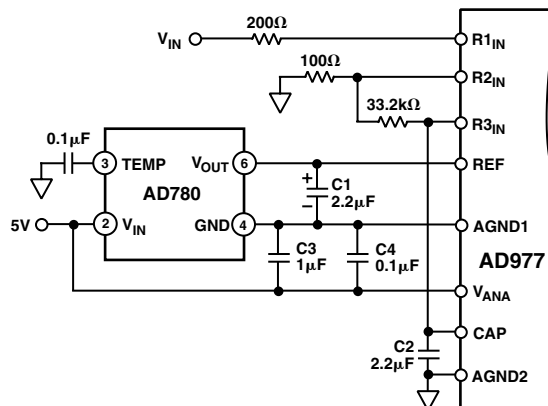 200Ω
V_IN
R1_IN
100Ω
R2_IN
33.2kΩ
R3_IN
0.1μF
3 TEMP
V_OUT 6
REF
AD780
+
C1
2.2μF
–
5V
2 V_IN
GND 4
AGND1
C3
1μF
C4
0.1μF
AD977
V_ANA
CAP
C2
2.2μF
AGND2